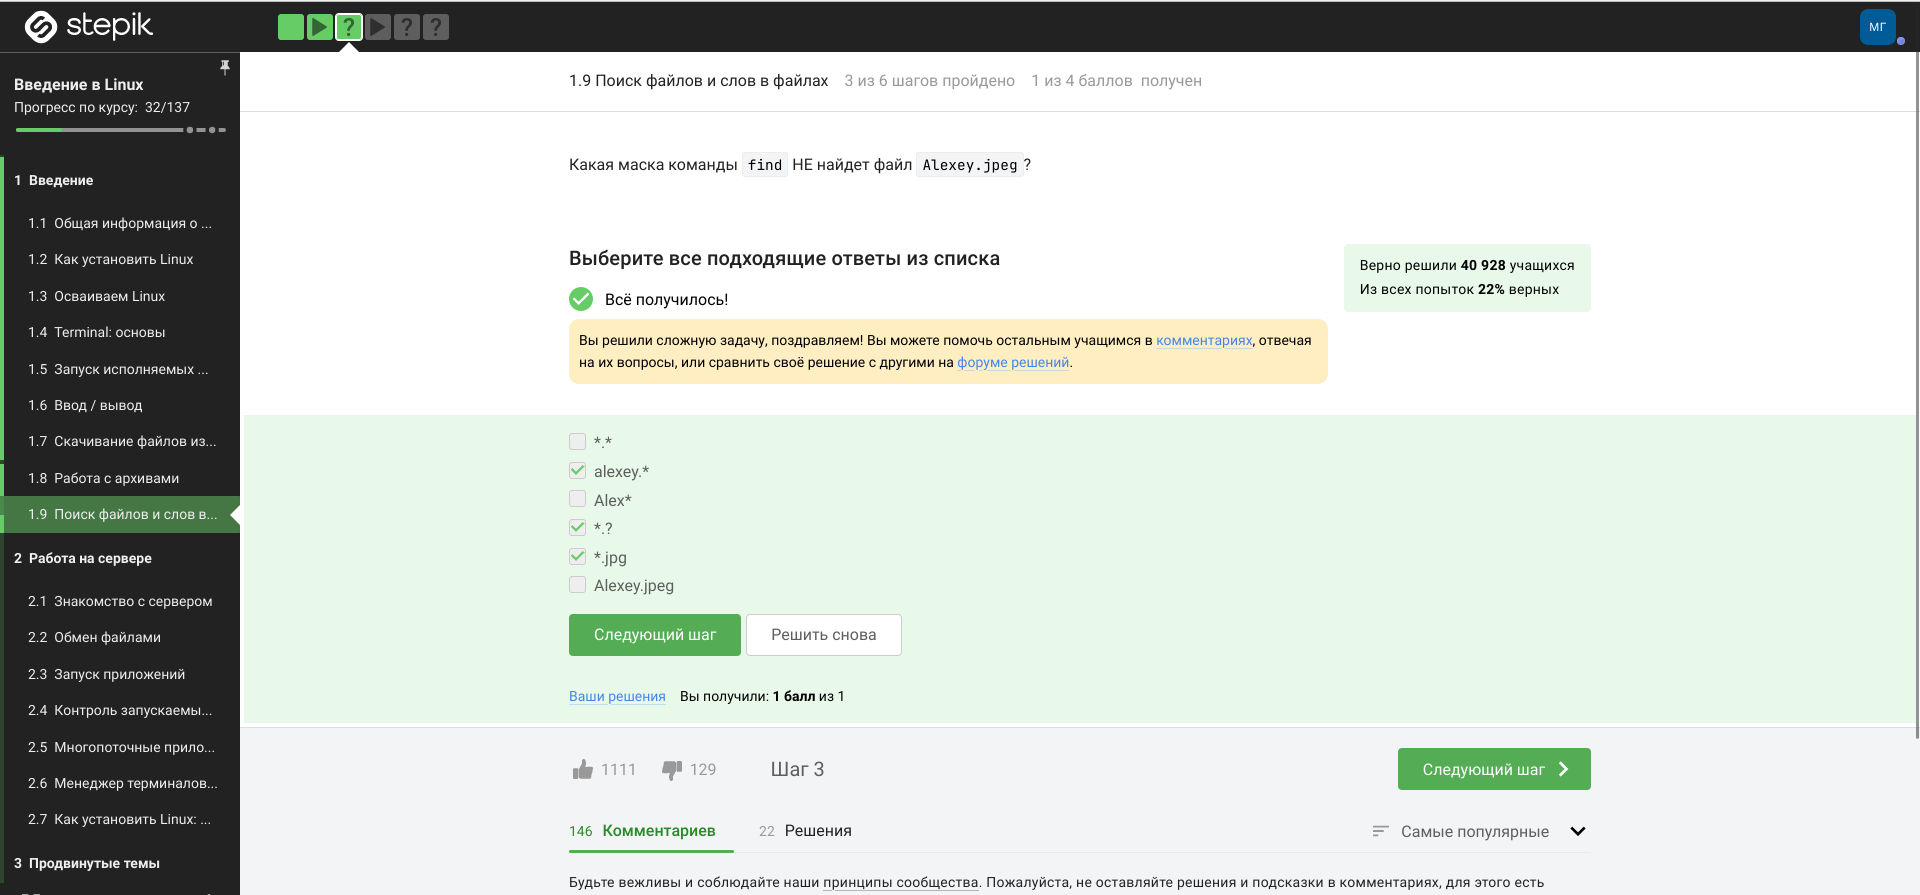 stepik
? ? ?
МГ
Введение в Linux
Прогресс по курсу: 32/137
1 Введение
1.1 Общая информация о ...
1.2 Как установить Linux
1.3 Осваиваем Linux
1.4 Terminal: основы
1.5 Запуск исполняемых ...
1.6 Ввод / вывод
1.7 Скачивание файлов из...
1.8 Работа с архивами
1.9 Поиск файлов и слов в...
2 Работа на сервере
2.1 Знакомство с сервером
2.2 Обмен файлами
2.3 Запуск приложений
2.4 Контроль запускаемы...
2.5 Многопоточные прило...
2.6 Менеджер терминалов...
2.7 Как установить Linux: ...
3 Продвинутые темы
1.9 Поиск файлов и слов в файлах 3 из 6 шагов пройдено 1 из 4 баллов получен
Какая маска команды find НЕ найдет файл Alexey.jpeg?
Выберите все подходящие ответы из списка
Всё получилось!
Вы решили сложную задачу, поздравляем! Вы можете помочь остальным учащимся в комментариях, отвечая
на их вопросы, или сравнить своё решение с другими на форуме решений.
Верно решили 40 928 учащихся
Из всех попыток 22% верных
*.*
alexey.*
Alex*
*.?
*.jpg
Alexey.jpeg
Следующий шаг Решить снова
Ваши решения Вы получили: 1 балл из 1
1111 129 Шаг 3 Следующий шаг
146 Комментариев 22 Решения Самые популярные
Будьте вежливы и соблюдайте наши принципы сообщества. Пожалуйста, не оставляйте решения и подсказки в комментариях, для этого есть